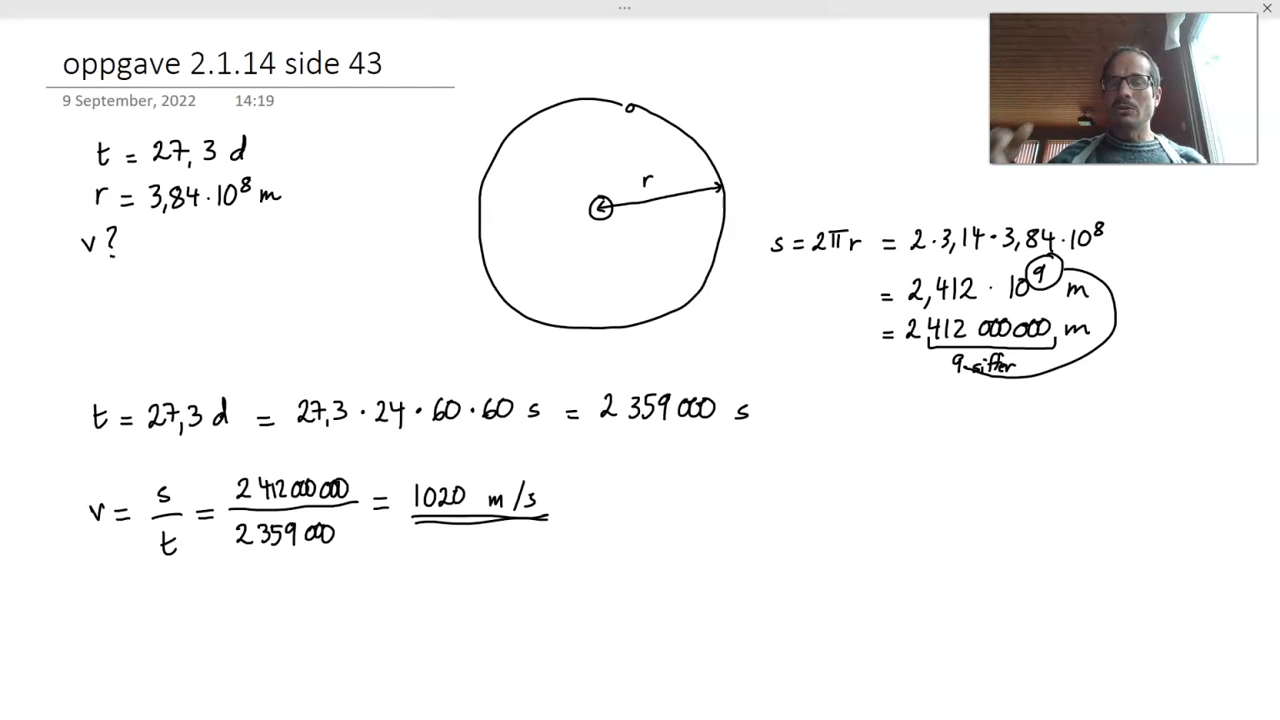 oppgave 2.1.14 side 43
9 September, 2022 14:19
t = 27,3 d
r = 3,84·10⁸ m
v?
r
s = 2πr = 2·3,14·3,84·10⁸
= 2,412 · 10⁹ m
= 2 412 000 000 m
9-siffer
t = 27,3 d = 27,3 · 24 · 60 · 60 s = 2 359 000 s
v = s/t = 2 412 000 000 / 2 359 000 = 1020 m/s